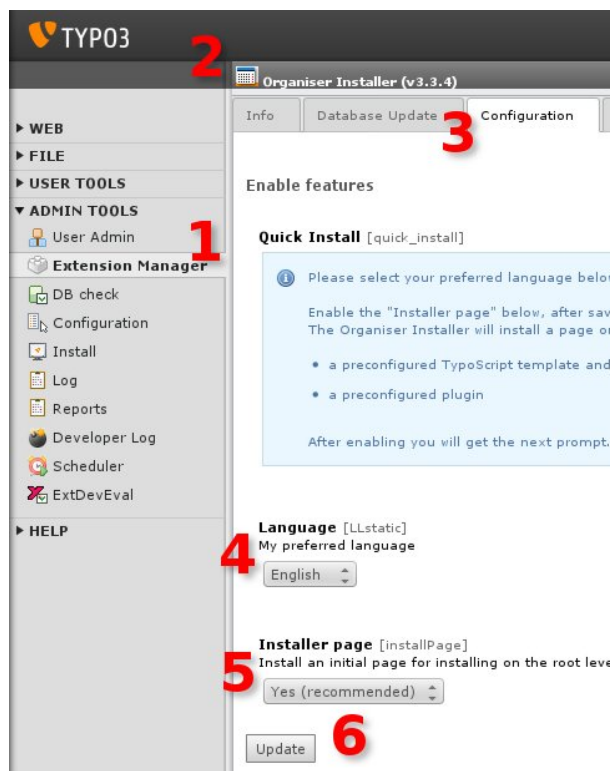 TYPO3
2
Organiser Installer (v3.3.4)
Info
Database Update
3
Configuration
WEB
FILE
USER TOOLS
ADMIN TOOLS
User Admin
1
Extension Manager
DB check
Configuration
Install
Log
Reports
Developer Log
Scheduler
ExtDevEval
HELP
Enable features
Quick Install [quick_install]
Please select your preferred language belo
Enable the "Installer page" below, after sav
The Organiser Installer will install a page o
• a preconfigured TypoScript template and
• a preconfigured plugin
After enabling you will get the next prompt.
Language [LLstatic]
4
My preferred language
English
Installer page [installPage]
Install an initial page for installing on the root leve
5
Yes (recommended)
6
Update